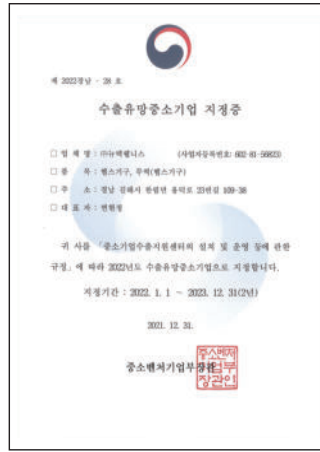 제 2022경남 - 28 호
수출유망중소기업 지정증
□ 업 체 명 : ㈜뉴텍웰니스 (사업자등록번호: 602-81-56823)
□ 품 목 : 헬스기구, 무력(헬스기구)
□ 주 소 : 경남 김해시 한림면 용덕로 23번길 109-38
□ 대 표 자 : 변현정
귀 사를 「중소기업수출지원센터의 설치 및 운영 등에 관한
규정」에 따라 2022년도 수출유망중소기업으로 지정합니다.
지정기간 : 2022. 1. 1 ~ 2023. 12. 31(2년)
2021. 12. 31.
중소벤처기업부장관
중소벤처
기업부
장관인